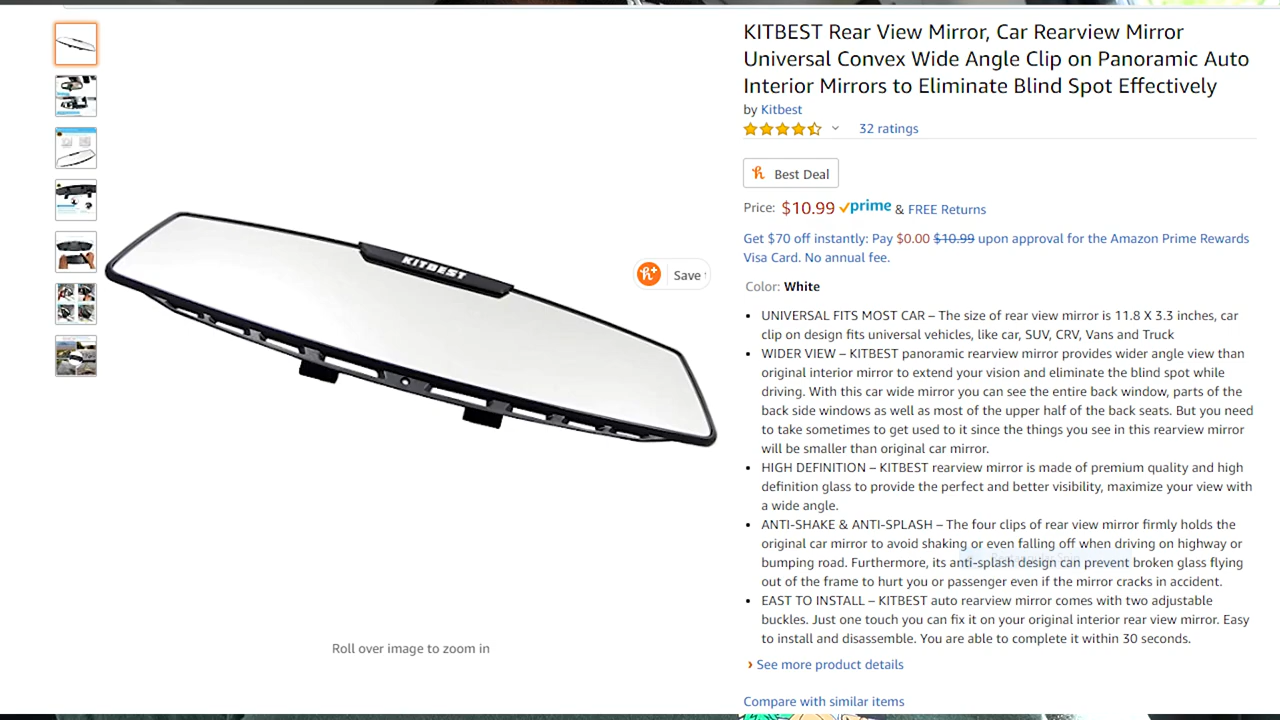 KITBEST Rear View Mirror, Car Rearview Mirror
Universal Convex Wide Angle Clip on Panoramic Auto
Interior Mirrors to Eliminate Blind Spot Effectively
by Kitbest
32 ratings
Best Deal
Price: $10.99 prime & FREE Returns
Get $70 off instantly: Pay $0.00 $10.99 upon approval for the Amazon Prime Rewards
Visa Card. No annual fee.
KITBEST
Save
Color: White
• UNIVERSAL FITS MOST CAR – The size of rear view mirror is 11.8 X 3.3 inches, car
clip on design fits universal vehicles, like car, SUV, CRV, Vans and Truck
• WIDER VIEW – KITBEST panoramic rearview mirror provides wider angle view than
original interior mirror to extend your vision and eliminate the blind spot while
driving. With this car wide mirror you can see the entire back window, parts of the
back side windows as well as most of the upper half of the back seats. But you need
to take sometimes to get used to it since the things you see in this rearview mirror
will be smaller than original car mirror.
• HIGH DEFINITION – KITBEST rearview mirror is made of premium quality and high
definition glass to provide the perfect and better visibility, maximize your view with
a wide angle.
• ANTI-SHAKE & ANTI-SPLASH – The four clips of rear view mirror firmly holds the
original car mirror to avoid shaking or even falling off when driving on highway or
bumping road. Furthermore, its anti-splash design can prevent broken glass flying
out of the frame to hurt you or passenger even if the mirror cracks in accident.
• EASY TO INSTALL – KITBEST auto rearview mirror comes with two adjustable
buckles. Just one touch you can fix it on your original interior rear view mirror. Easy
to install and disassemble. You are able to complete it within 30 seconds.
Roll over image to zoom in
› See more product details
Compare with similar items